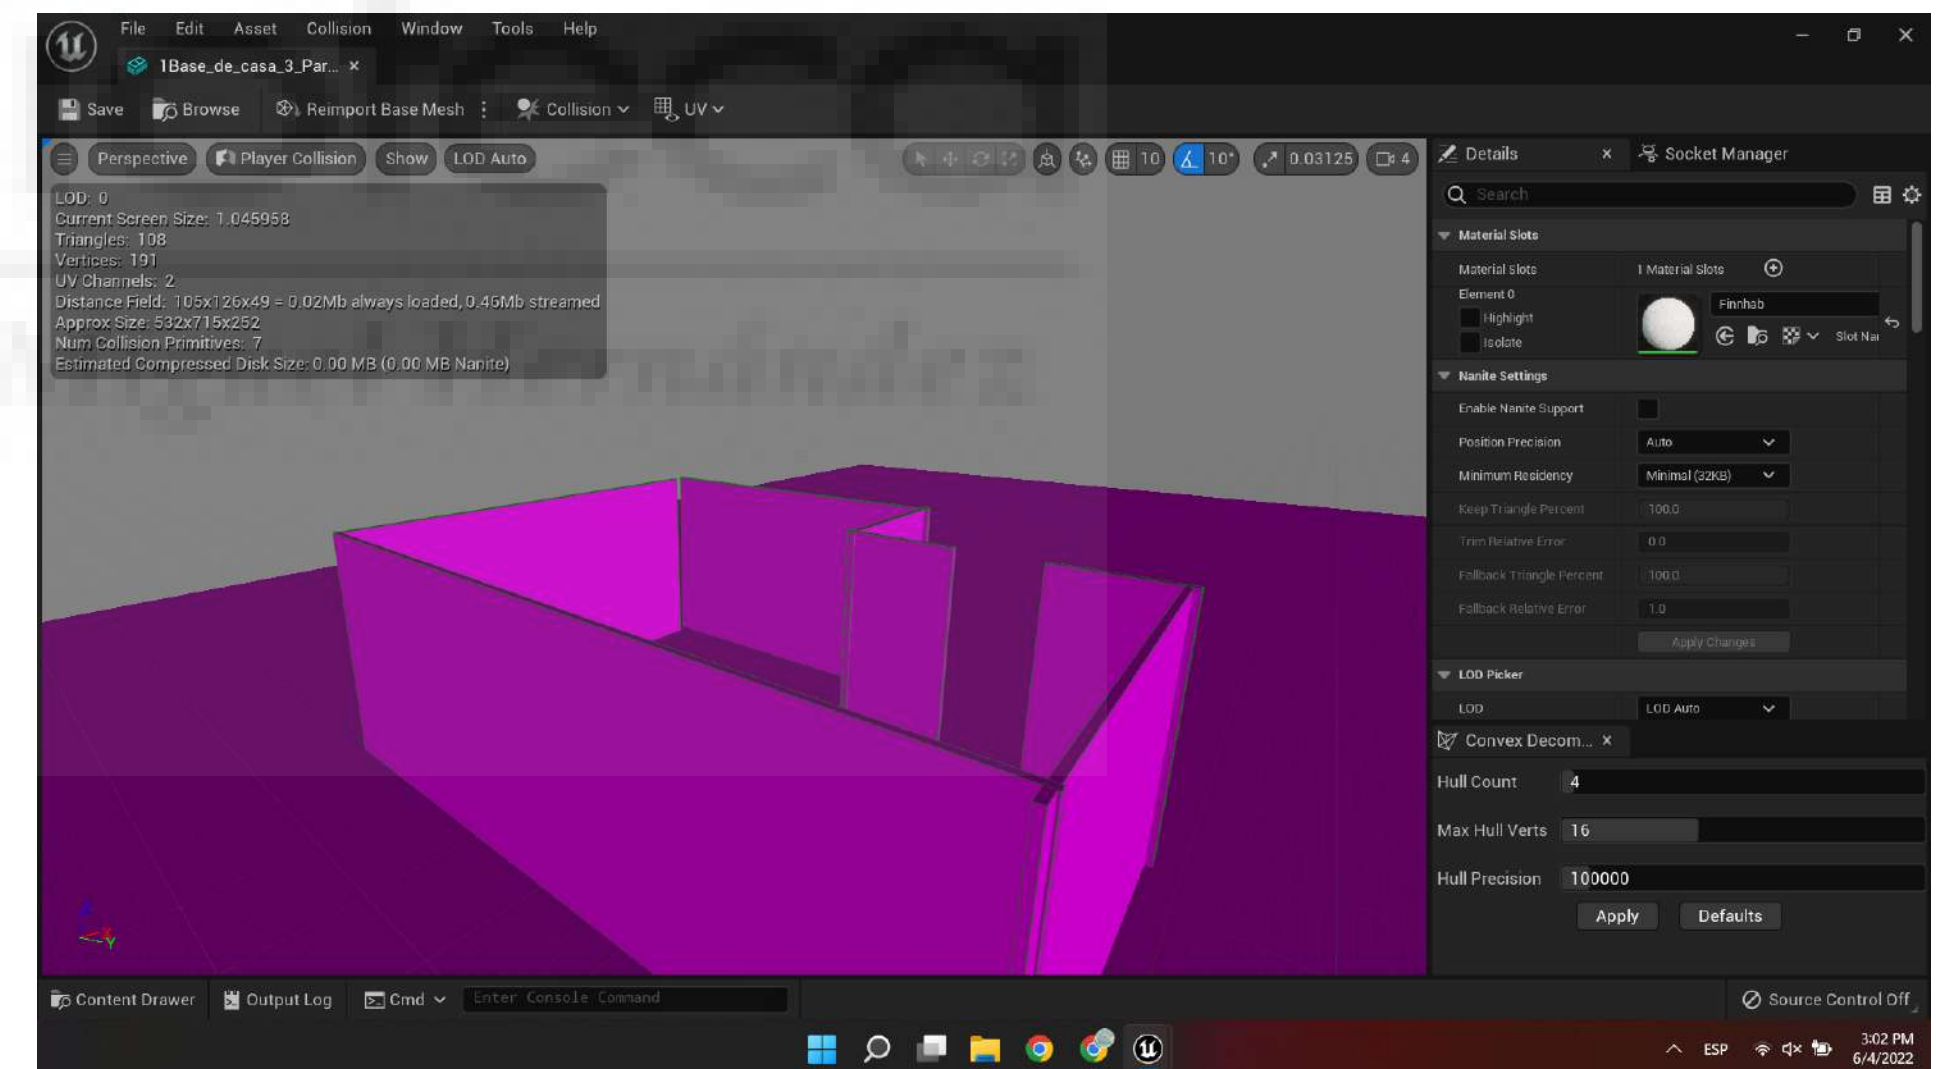 File Edit Asset Collision Window Tools Help
1Base_de_casa_3_Par...
Save Browse Reimport Base Mesh Collision UV
Perspective Player Collision Show LOD Auto 10 10° 0.03125 4
LOD: 0
Current Screen Size: 1.045958
Triangles: 108
Vertices: 191
UV Channels: 2
Distance Field: 105x126x49 = 0.02Mb always loaded, 0.46Mb streamed
Approx Size: 532x715x252
Num Collision Primitives: 7
Estimated Compressed Disk Size: 0.00 MB (0.00 MB Nanite)
Details Socket Manager
Search
Material Slots
Material Slots 1 Material Slots
Element 0
Finnhab
Highlight
Isolate
Slot Nar
Nanite Settings
Enable Nanite Support
Position Precision Auto
Minimum Residency Minimal (32KB)
Keep Triangle Percent 100.0
Trim Relative Error 0.0
Fallback Triangle Percent 100.0
Fallback Relative Error 1.0
Apply Changes
LOD Picker
LOD LOD Auto
Convex Decom...
Hull Count 4
Max Hull Verts 16
Hull Precision 100000
Apply Defaults
Z
X
Y
Content Drawer Output Log Cmd Enter Console Command Source Control Off
ESP 3:02 PM
6/4/2022